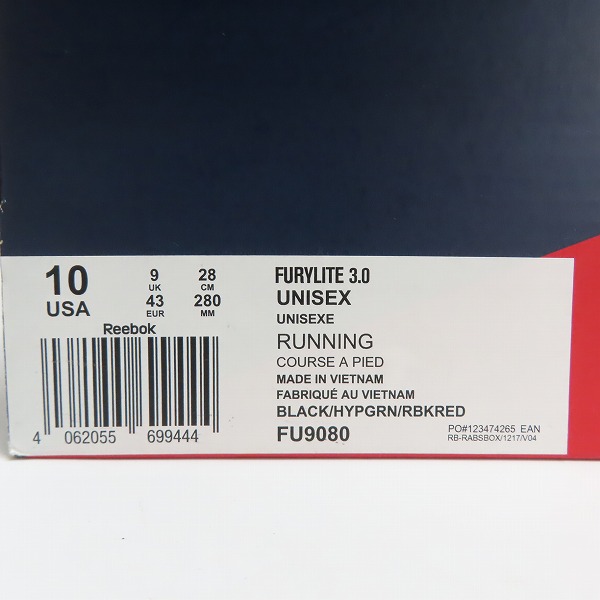 10
USA
9
UK
43
EUR
28
CM
280
MM
Reebok
4 062055 699444
FURYLITE 3.0
UNISEX
UNISEXE
RUNNING
COURSE A PIED
MADE IN VIETNAM
FABRIQUÉ AU VIETNAM
BLACK/HYPGRN/RBKRED
FU9080
PO#123474265 EAN
RB-RABSBOX/1217/V04